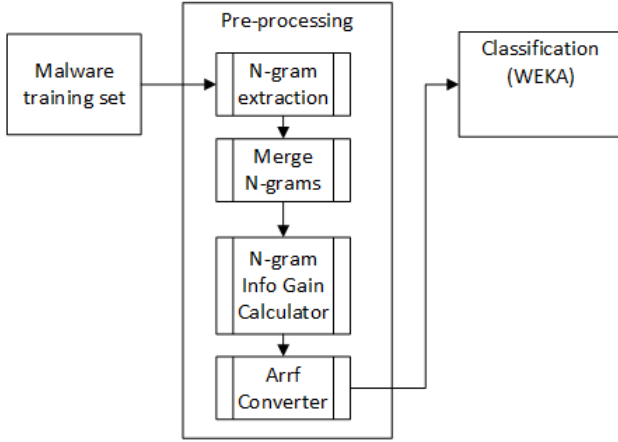 Pre-processing
Malware
training set
N-gram
extraction
Merge
N-grams
N-gram
Info Gain
Calculator
Arrf
Converter
Classification
(WEKA)